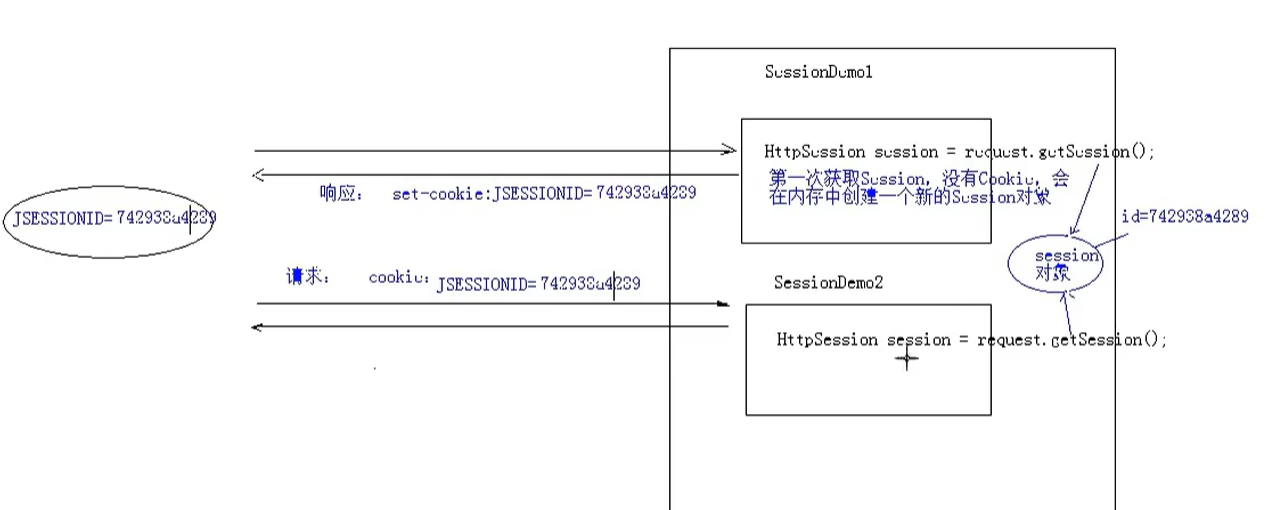 SessionDemo1
HttpSession session = request.getSession();
第一次获取Session，没有Cookie，会
在内存中创建一个新的Session对象
响应： set-cookie:JSESSIONID=742938a4289
JSESSIONID=742938a4289
id=742938a4289
session
对象
请求： cookie：JSESSIONID=742938a4289
SessionDemo2
HttpSession session = request.getSession();